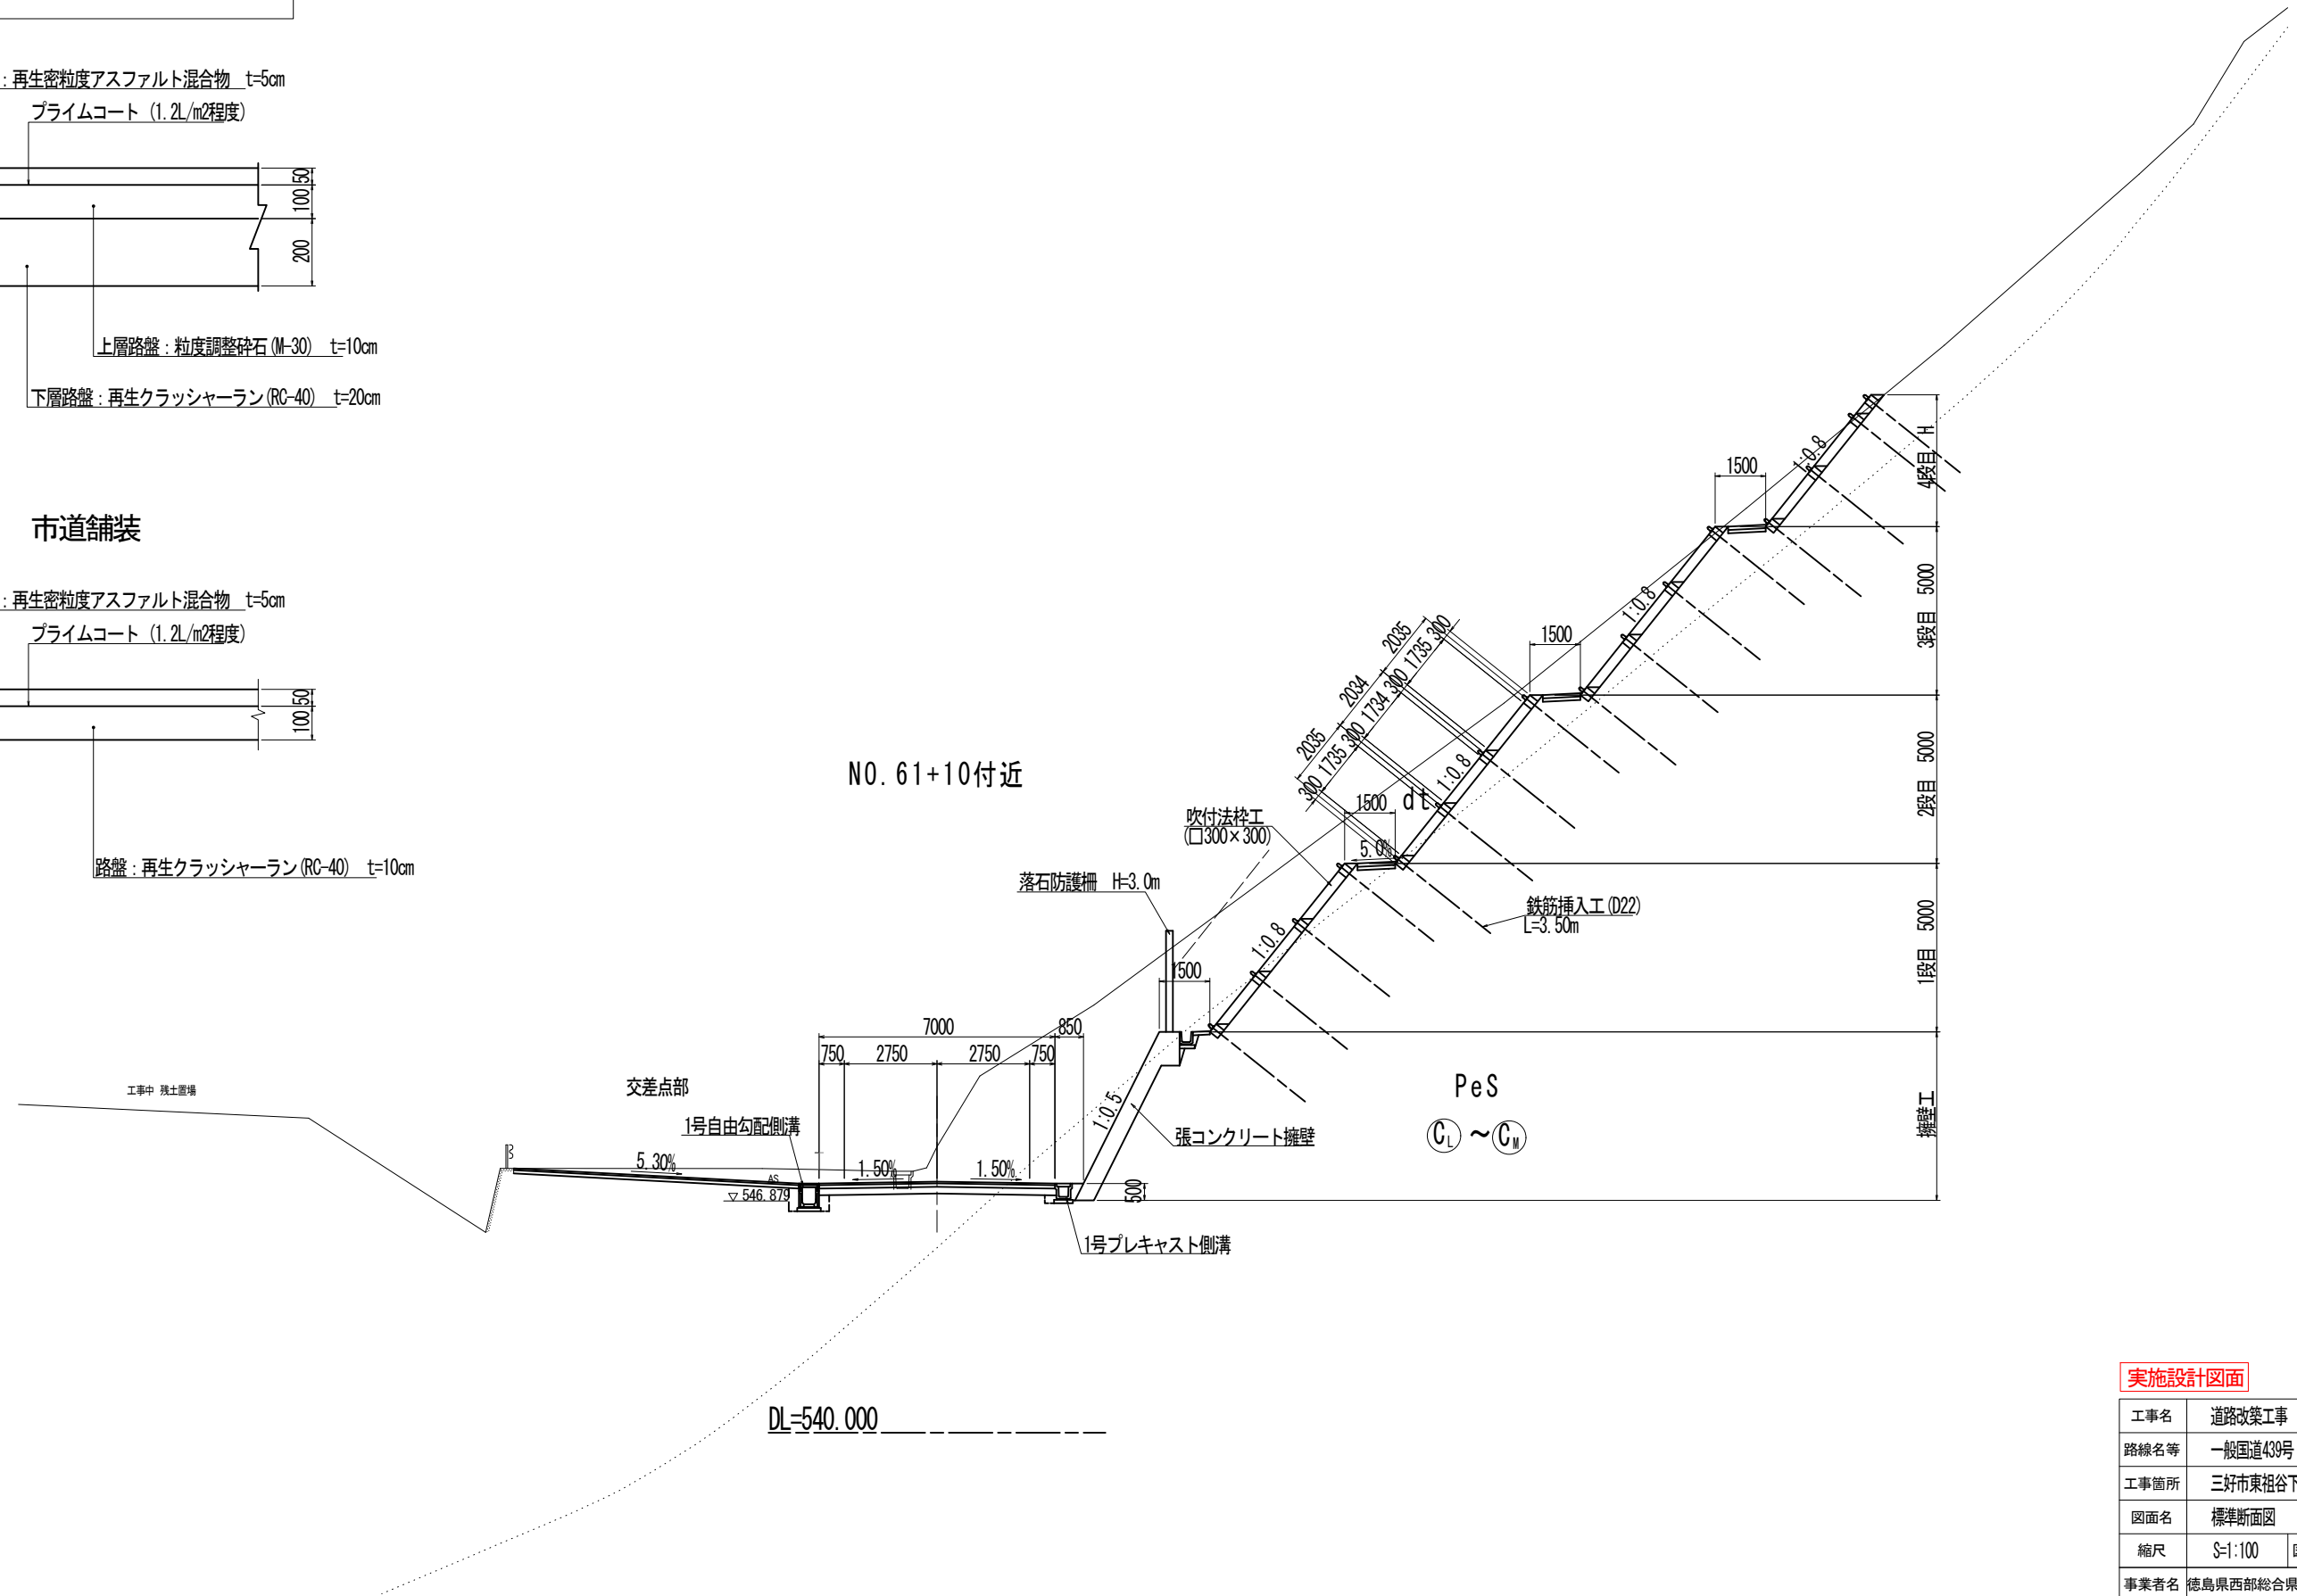 ：再生密粒度アスファルト混合物　t=5cm
プライムコート（1.2L/m2程度）
50
100
200
上層路盤：粒度調整砕石(M-30)　t=10cm
下層路盤：再生クラッシャーラン(RC-40)　t=20cm
市道舗装
：再生密粒度アスファルト混合物　t=5cm
プライムコート（1.2L/m2程度）
50
100
路盤：再生クラッシャーラン(RC-40)　t=10cm
NO.61+10付近
4段目　H
3段目　5000
2段目　5000
1段目　5000
擁壁工
1:0.8
1500
1:0.8
1500
2035
2034
2035
300 1735 300 1734 300 1735 300
1:0.8
dt
1500
5.0%
吹付法枠工
(□300×300)
落石防護柵　H=3.0m
鉄筋挿入工(D22)
L=3.50m
1:0.8
1500
7000
850
750
2750
2750
750
工事中 残土置場
交差点部
1号自由勾配側溝
5.30%
1.50%
1.50%
AS
▽ 546.879
1:0.5
張コンクリート擁壁
500
1号プレキャスト側溝
PeS
CL ～ CM
DL=540.000
実施設計図面
工事名　道路改築工事
路線名等　一般国道439号
工事箇所　三好市東祖谷下
図面名　標準断面図
縮尺　S=1:100
事業者名　徳島県西部総合県